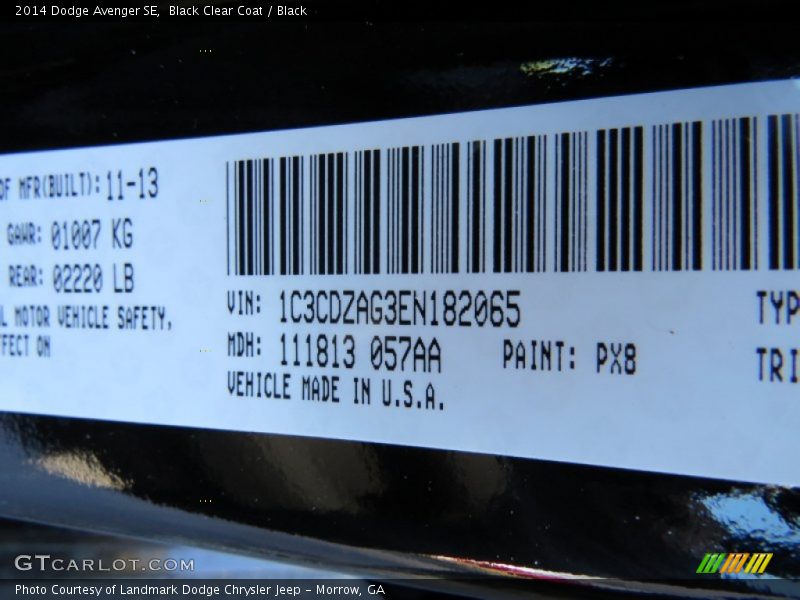 2014 Dodge Avenger SE,  Black Clear Coat / Black
OF MFR(BUILT): 11-13
GAWR: 01007 KG
REAR: 02220 LB
L MOTOR VEHICLE SAFETY,
FFECT ON
VIN: 1C3CDZAG3EN182065
MDH: 111813 057AA
PAINT: PX8
VEHICLE MADE IN U.S.A.
TYP
TRI
GTCARLOT.COM
Photo Courtesy of Landmark Dodge Chrysler Jeep - Morrow, GA